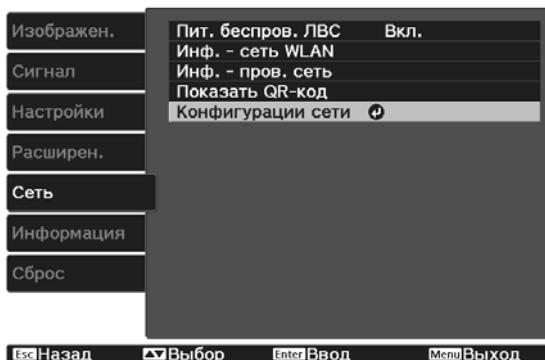 Изображен.
Сигнал
Настройки
Расширен.
Сеть
Информация
Сброс
Пит. беспров. ЛВС Вкл.
Инф. - сеть WLAN
Инф. - пров. сеть
Показать QR-код
Конфигурации сети
Esc Назад Выбор Enter Ввод Menu Выход